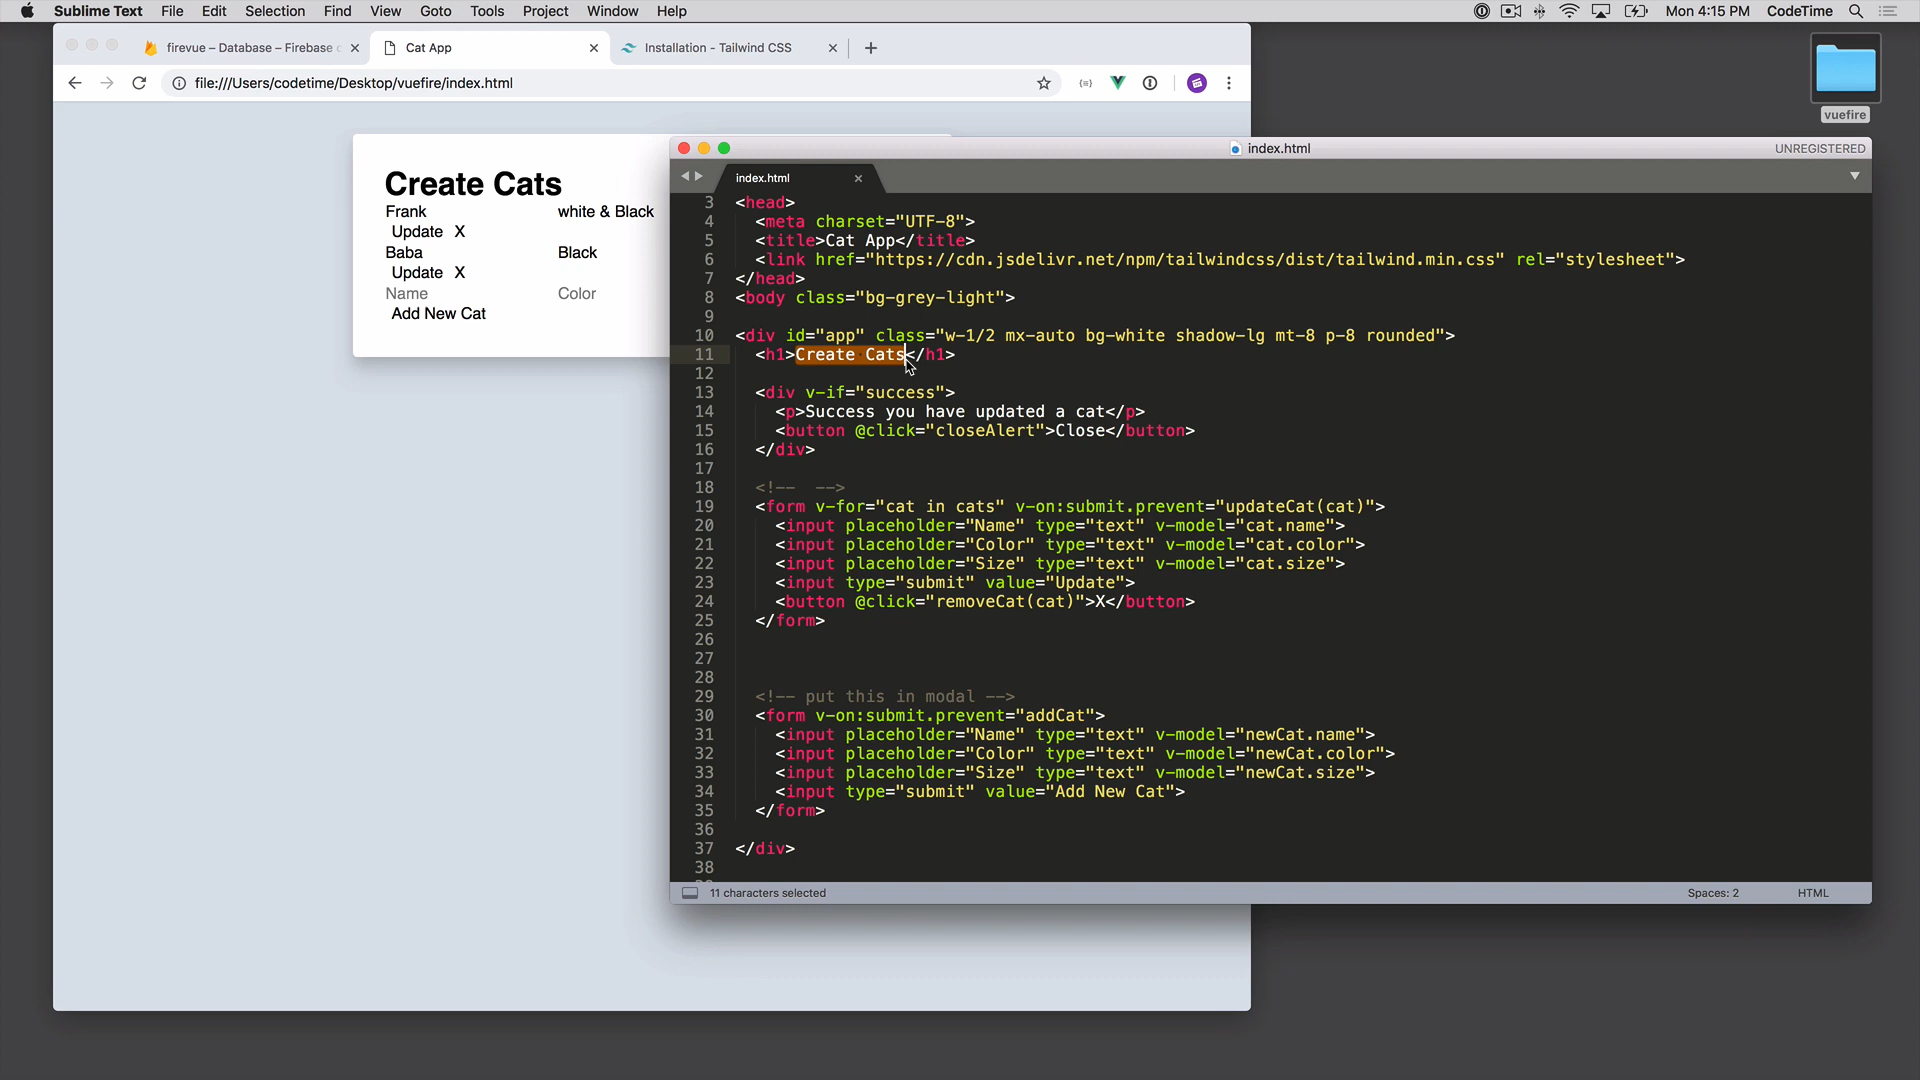 Sublime Text File Edit Selection Find View Goto Tools Project Window Help Mon 4:15 PM CodeTime
firevue – Database – Firebase
Cat App
Installation - Tailwind CSS
file:///Users/codetime/Desktop/vuefire/index.html
vuefire
Create Cats
Frank white & Black
Update X
Baba Black
Update X
Name Color
Add New Cat
index.html
UNREGISTERED
index.html
3 <head>
4 <meta charset="UTF-8">
5 <title>Cat App</title>
6 <link href="https://cdn.jsdelivr.net/npm/tailwindcss/dist/tailwind.min.css" rel="stylesheet">
7 </head>
8 <body class="bg-grey-light">
9
10 <div id="app" class="w-1/2 mx-auto bg-white shadow-lg mt-8 p-8 rounded">
11 <h1>Create Cats</h1>
12
13 <div v-if="success">
14 <p>Success you have updated a cat</p>
15 <button @click="closeAlert">Close</button>
16 </div>
17
18 <!--  -->
19 <form v-for="cat in cats" v-on:submit.prevent="updateCat(cat)">
20 <input placeholder="Name" type="text" v-model="cat.name">
21 <input placeholder="Color" type="text" v-model="cat.color">
22 <input placeholder="Size" type="text" v-model="cat.size">
23 <input type="submit" value="Update">
24 <button @click="removeCat(cat)">X</button>
25 </form>
26
27
28
29 <!-- put this in modal -->
30 <form v-on:submit.prevent="addCat">
31 <input placeholder="Name" type="text" v-model="newCat.name">
32 <input placeholder="Color" type="text" v-model="newCat.color">
33 <input placeholder="Size" type="text" v-model="newCat.size">
34 <input type="submit" value="Add New Cat">
35 </form>
36
37 </div>
38
11 characters selected
Spaces: 2
HTML